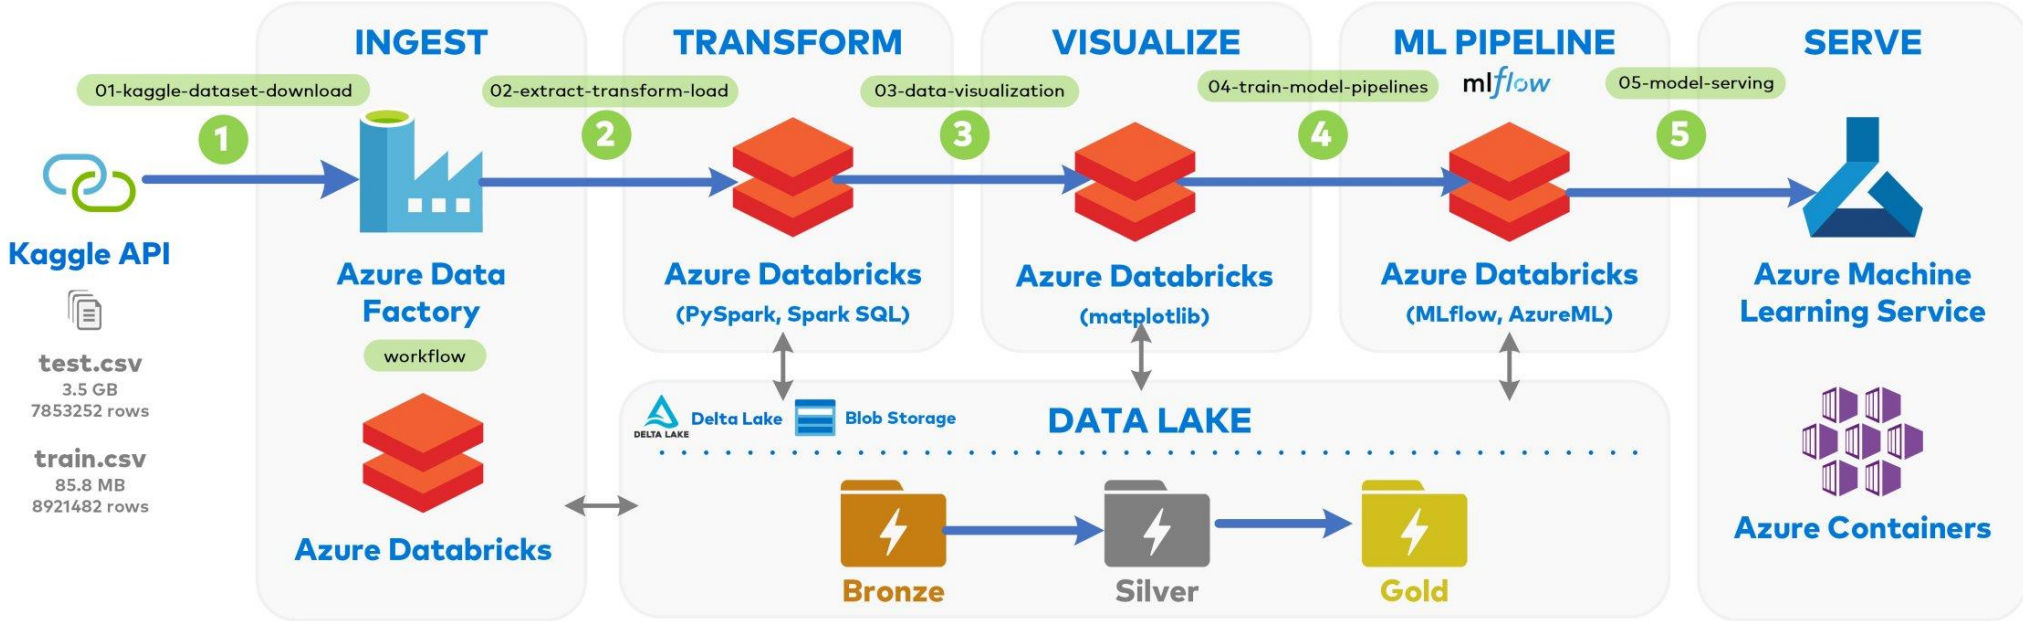 INGEST
TRANSFORM
VISUALIZE
ML PIPELINE
SERVE
01-kaggle-dataset-download
02-extract-transform-load
03-data-visualization
04-train-model-pipelines
mlflow
05-model-serving
1
2
3
4
5
Kaggle API
test.csv
3.5 GB
7853252 rows
train.csv
85.8 MB
8921482 rows
Azure Data
Factory
workflow
Azure Databricks
Azure Databricks
(PySpark, Spark SQL)
Azure Databricks
(matplotlib)
Azure Databricks
(MLflow, AzureML)
Azure Machine
Learning Service
Azure Containers
DELTA LAKE
Delta Lake
Blob Storage
DATA LAKE
Bronze
Silver
Gold